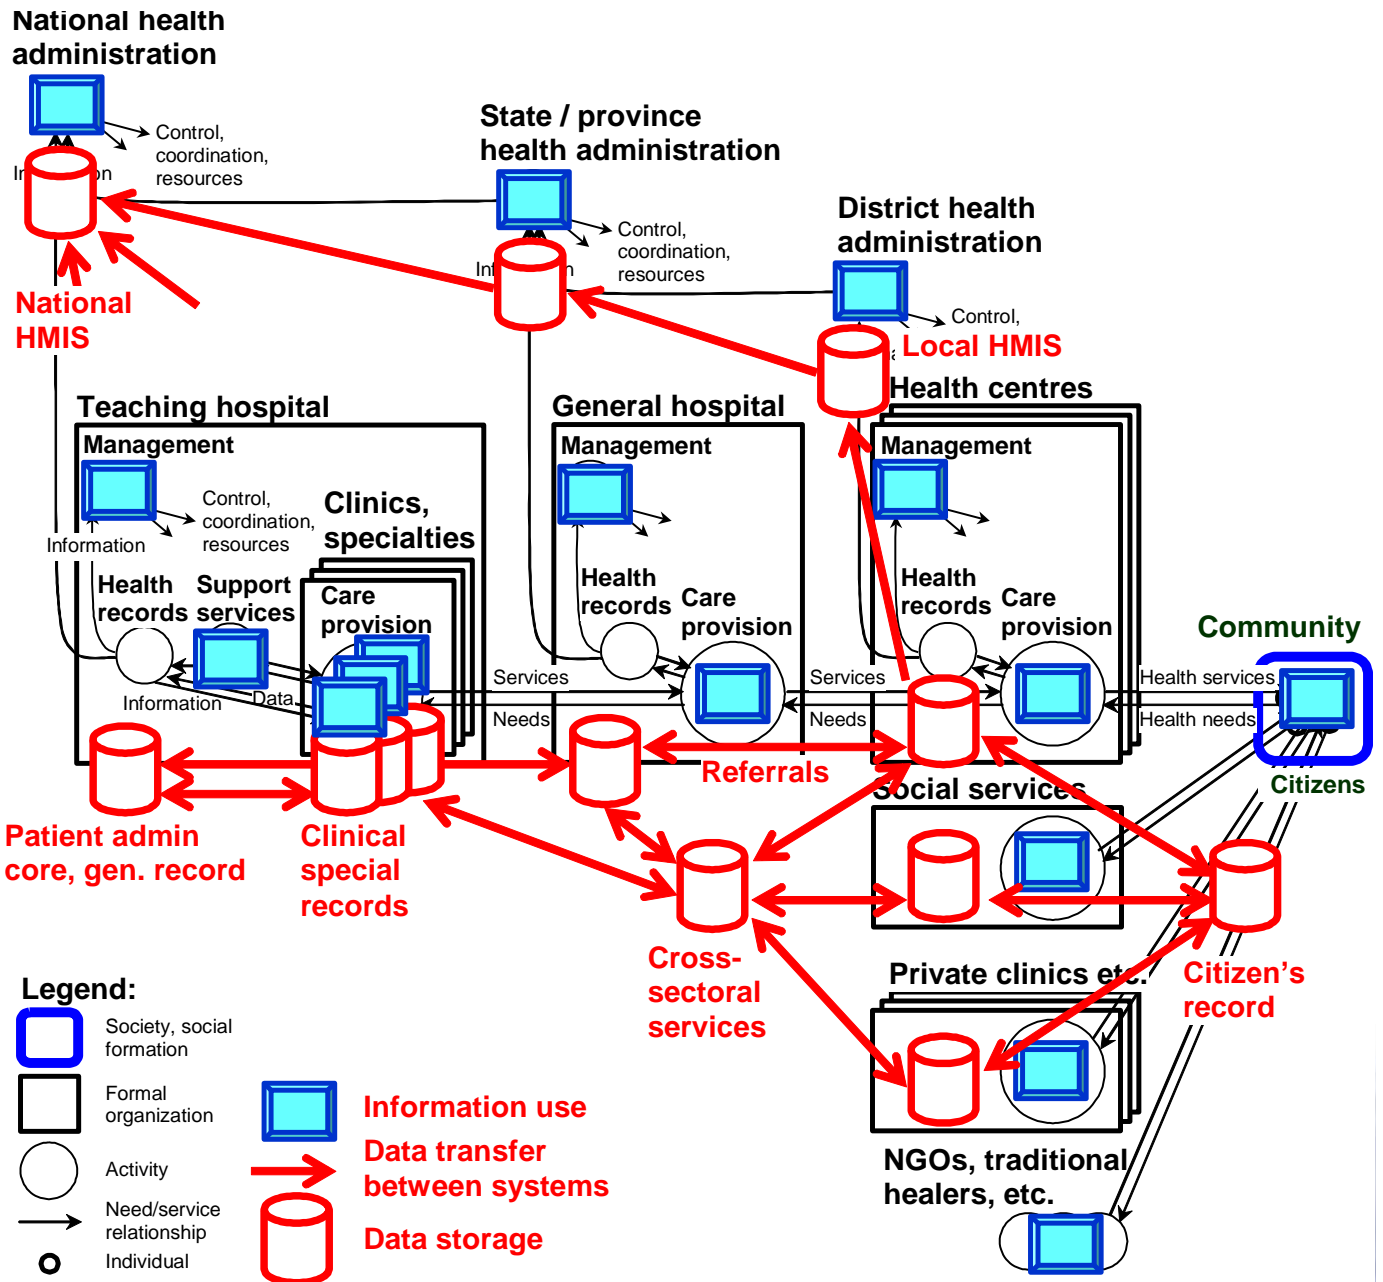 National health
administration
Control,
coordination,
resources
State / province
health administration
Control,
coordination,
resources
District health
administration
Control,
National
HMIS
Local HMIS
Health centres
Teaching hospital
Management
Control,
coordination,
resources
Information
Clinics,
specialties
Health
records
Support
services
Care
provision
Information
Data
General hospital
Management
Health
records
Care
provision
Services
Needs
Management
Health
records
Care
provision
Services
Needs
Health services
Health needs
Community
Citizens
Referrals
Social services
Patient admin
core, gen. record
Clinical
special
records
Cross-
sectoral
services
Private clinics etc.
Citizen's
record
NGOs, traditional
healers, etc.
Legend:
Society, social
formation
Formal
organization
Activity
Need/service
relationship
Individual
Information use
Data transfer
between systems
Data storage